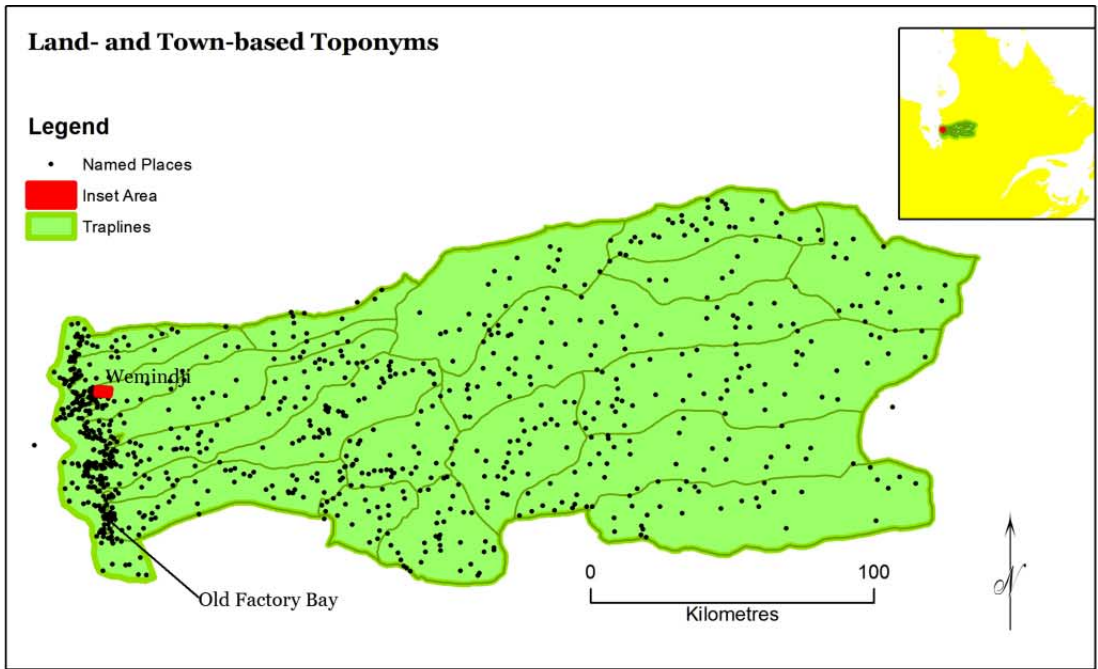 Land- and Town-based Toponyms
Legend
Named Places
Inset Area
Traplines
Wemindji
Old Factory Bay
0 100
Kilometres
N